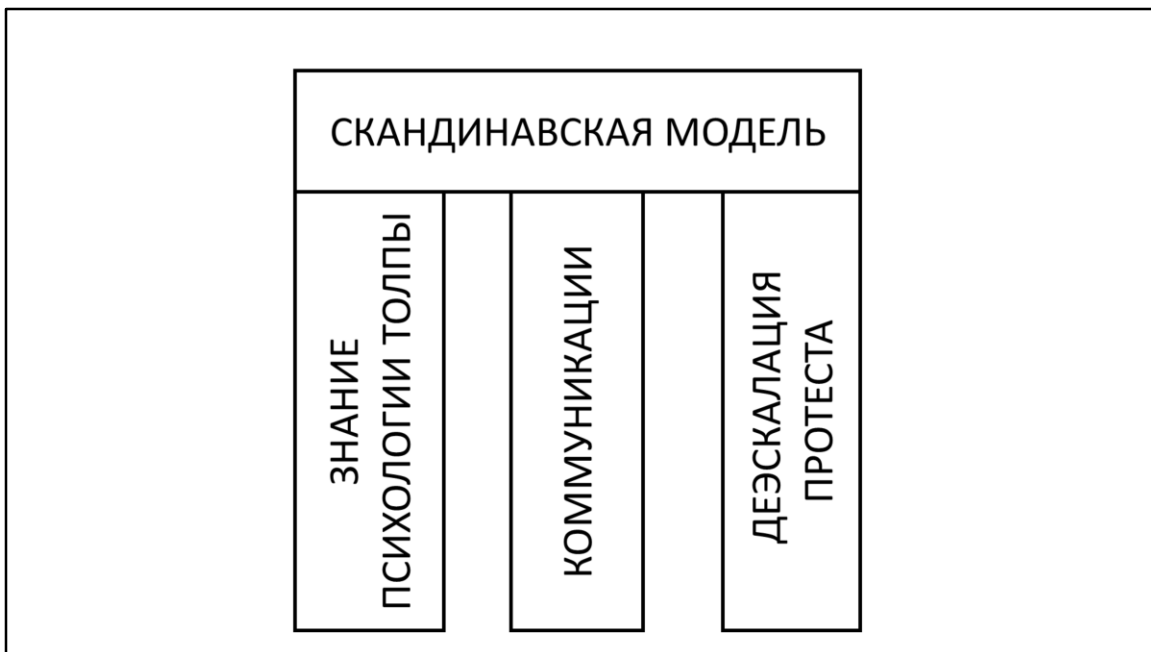 СКАНДИНАВСКАЯ МОДЕЛЬ
ЗНАНИЕ
ПСИХОЛОГИИ ТОЛПЫ
КОММУНИКАЦИИ
ДЕЭСКАЛАЦИЯ
ПРОТЕСТА